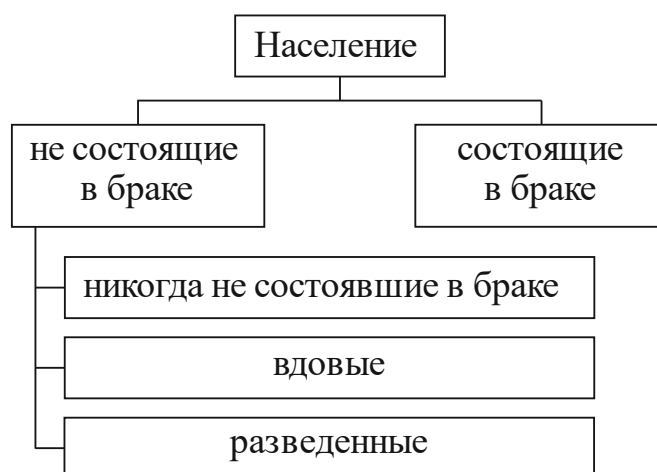 Население
не состоящие
в браке
состоящие
в браке
никогда не состоявшие в браке
вдовые
разведенные